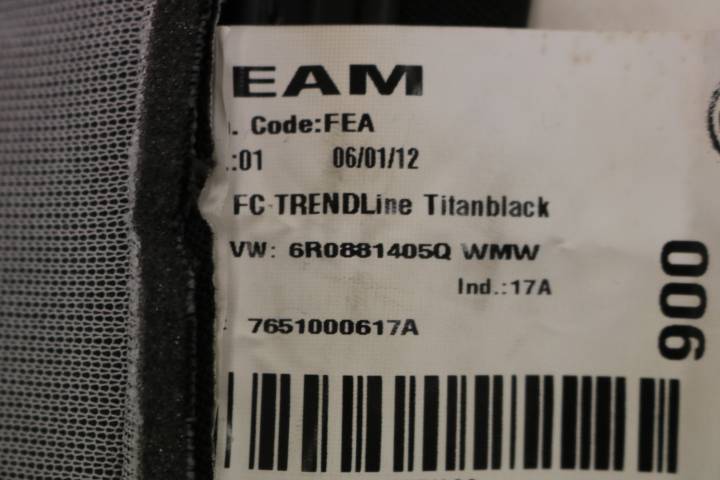 EAM
. Code:FEA
.:01 06/01/12
FC-TRENDLine Titanblack
VW: 6R0881405Q WMW
Ind.:17A
: 7651000617A
900